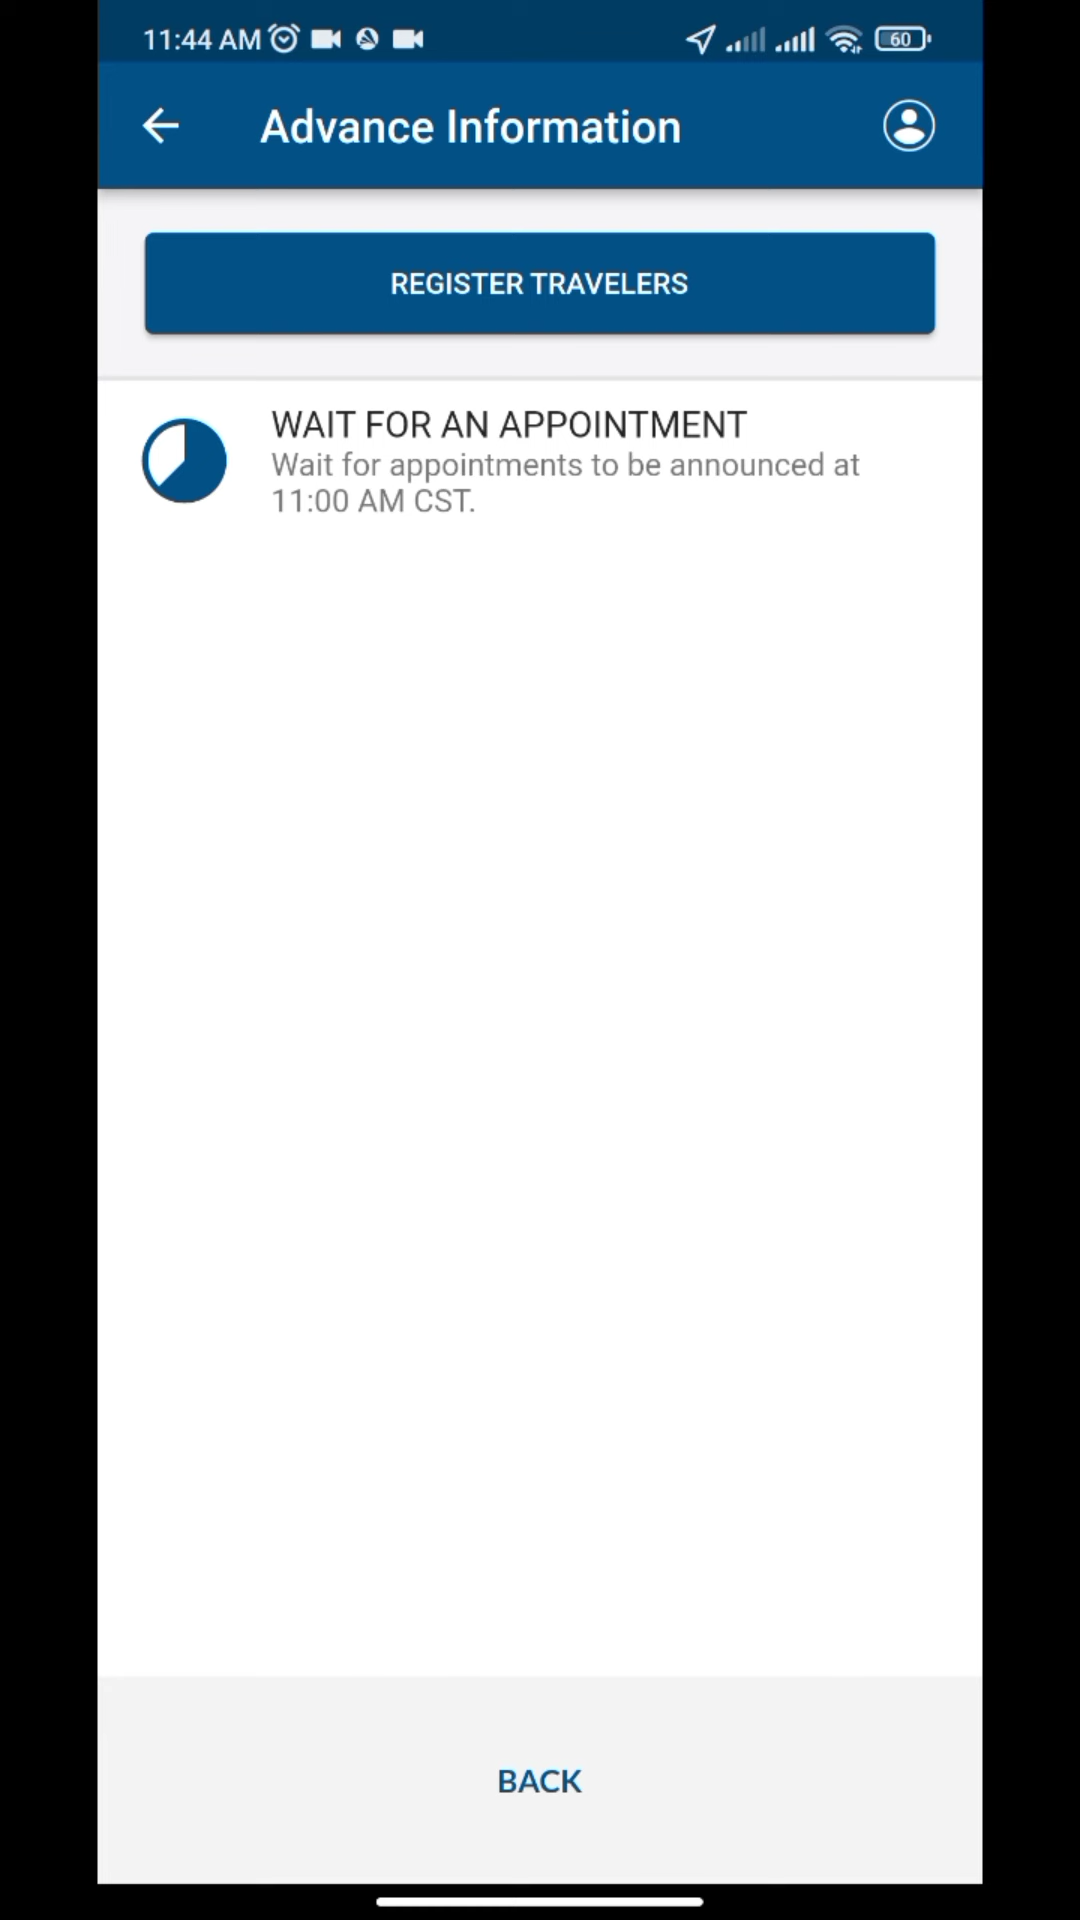 11:44 AM
60
Advance Information
REGISTER TRAVELERS
WAIT FOR AN APPOINTMENT
Wait for appointments to be announced at
11:00 AM CST.
BACK